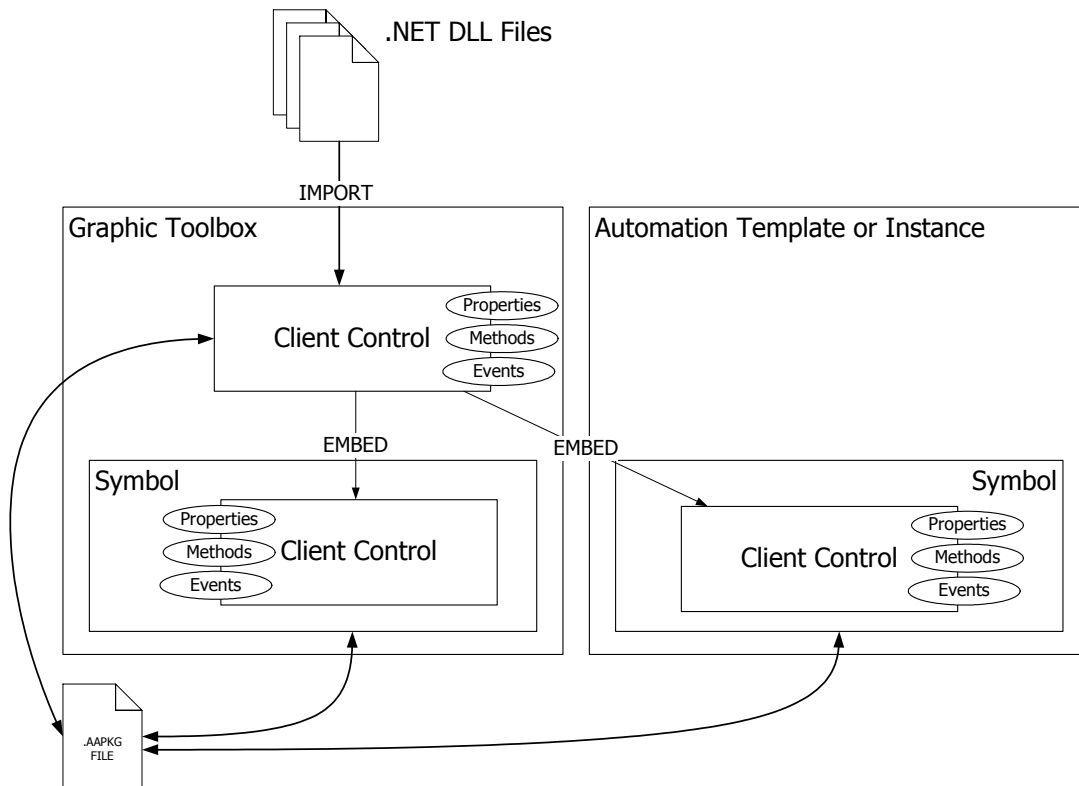 .NET DLL Files
IMPORT
Graphic Toolbox
Automation Template or Instance
Client Control
Properties
Methods
Events
EMBED
EMBED
Symbol
Properties
Methods
Events
Client Control
Symbol
Client Control
Properties
Methods
Events
.AAPKG
FILE